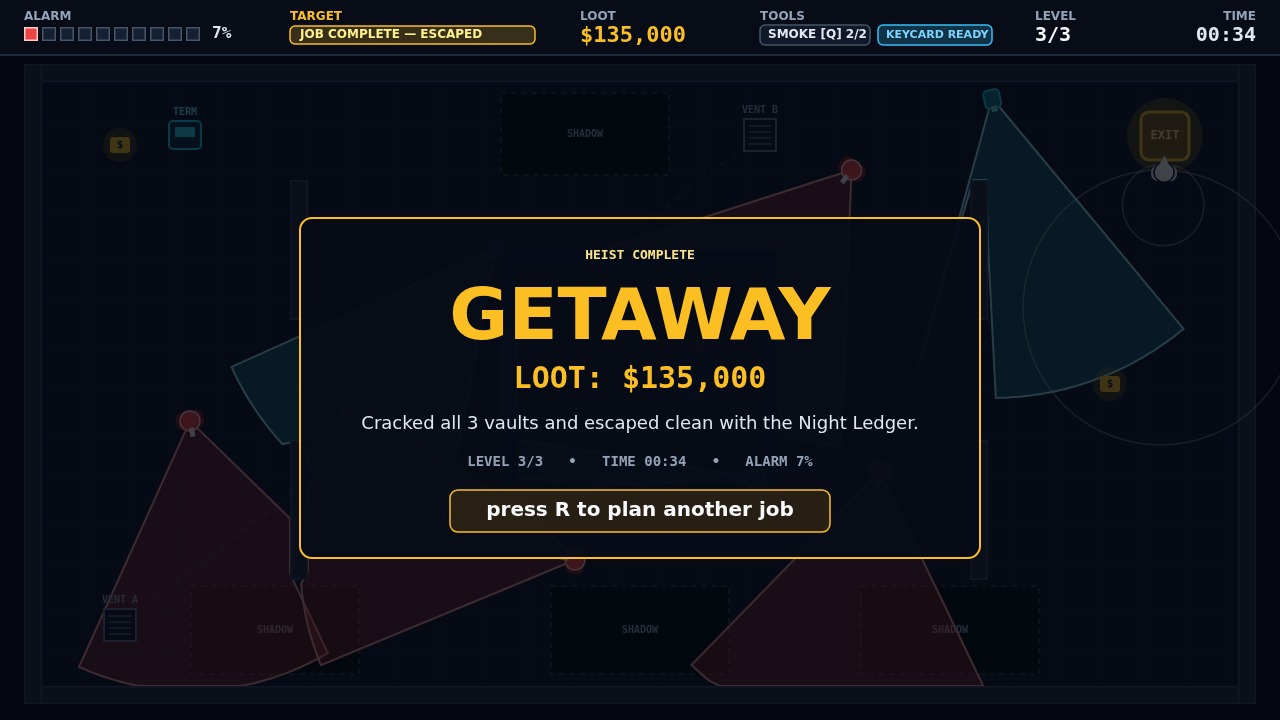 ALARM
7%
TARGET
JOB COMPLETE — ESCAPED
LOOT
$135,000
TOOLS
SMOKE [Q] 2/2
KEYCARD READY
LEVEL
3/3
TIME
00:34
TERM
$
SHADOW
VENT B
EXIT
HEIST COMPLETE
GETAWAY
LOOT: $135,000
Cracked all 3 vaults and escaped clean with the Night Ledger.
LEVEL 3/3 • TIME 00:34 • ALARM 7%
press R to plan another job
$
VENT A
SHADOW
SHADOW
SHADOW